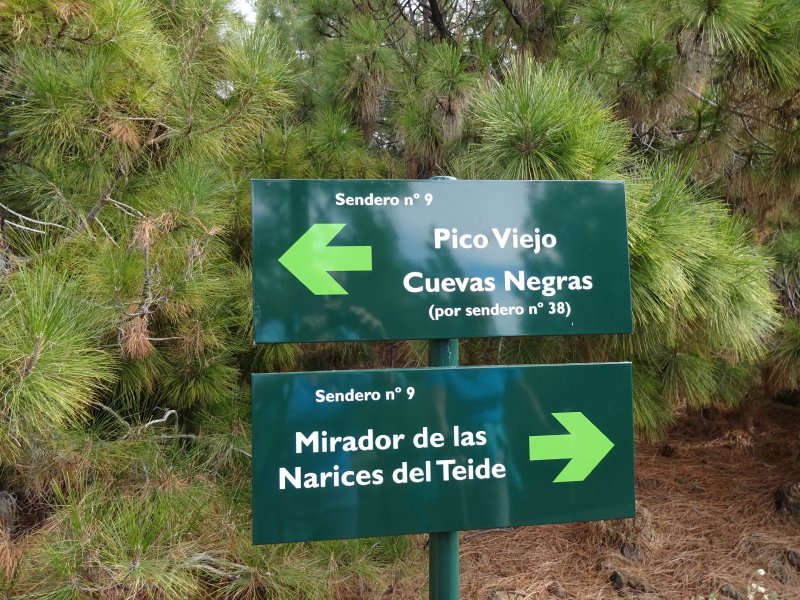 Sendero nº 9
Pico Viejo
Cuevas Negras
(por sendero nº 38)
Sendero nº 9
Mirador de las
Narices del Teide